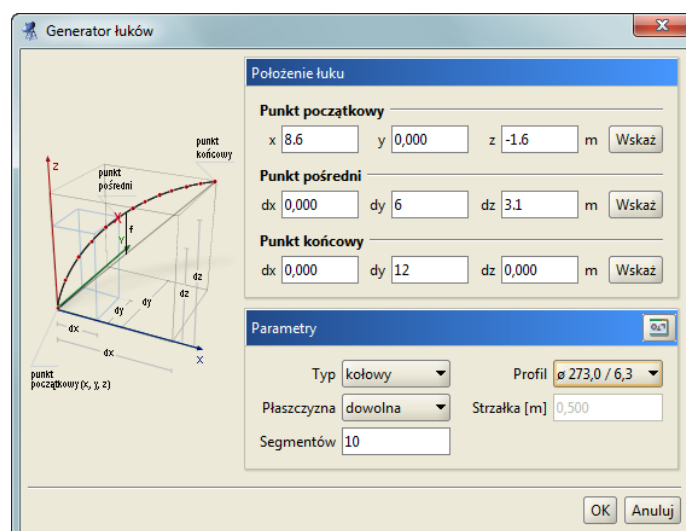 Generator łuków
Położenie łuku
Punkt początkowy
x 8.6 y 0,000 z -1.6 m Wskaż
Punkt pośredni
dx 0,000 dy 6 dz 3.1 m Wskaż
Punkt końcowy
dx 0,000 dy 12 dz 0,000 m Wskaż
Parametry
Typ kołowy Profil ø 273,0 / 6,3
Płaszczyzna dowolna Strzałka [m] 0,500
Segmentów 10
OK Anuluj
punkt
końcowy
Z
punkt
pośredni
X
f
Y
dz
dz
dy
dy
dx
dx
X
punkt
początkowy (x, y, z)